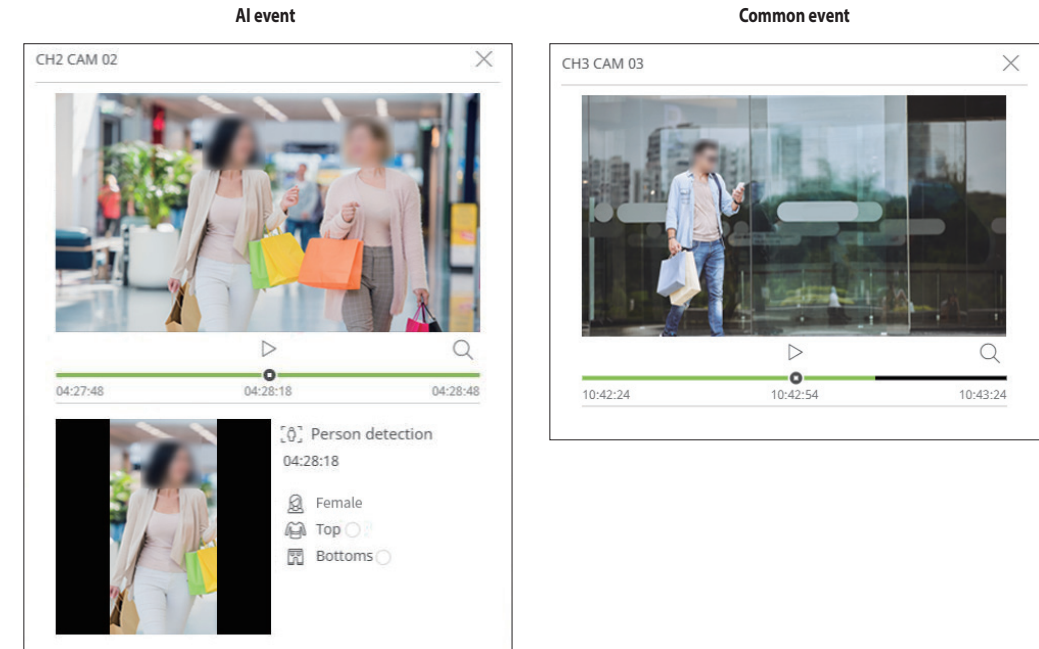 AI event
CH2 CAM 02
04:27:48 04:28:18 04:28:48
Person detection
04:28:18
Female
Top
Bottoms
Common event
CH3 CAM 03
10:42:24 10:42:54 10:43:24